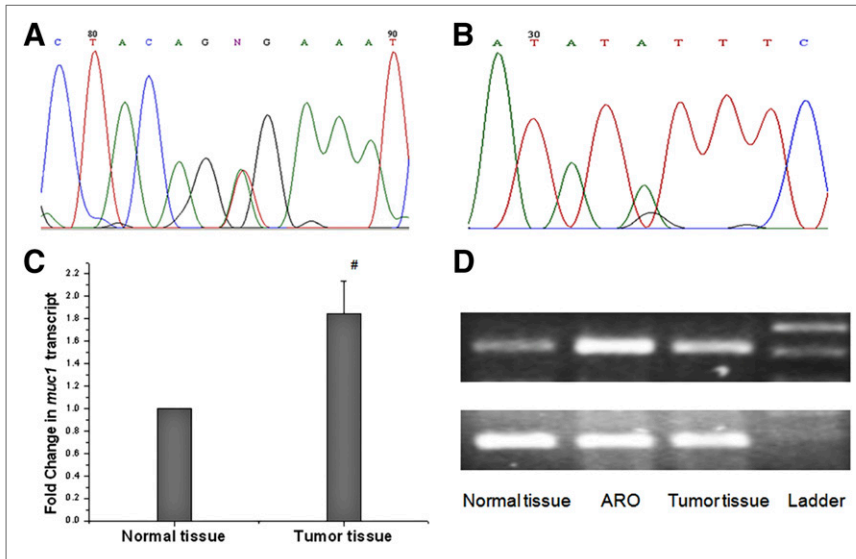 A
80
90
C T A C A G N G A A A T
B
30
A T A T A T T T C
C
Fold Change in muc1 transcript
2.2
2.0
1.8
1.6
1.4
1.2
1.0
0.8
0.6
0.4
0.2
0.0
#
Normal tissue Tumor tissue
D
Normal tissue ARO Tumor tissue Ladder